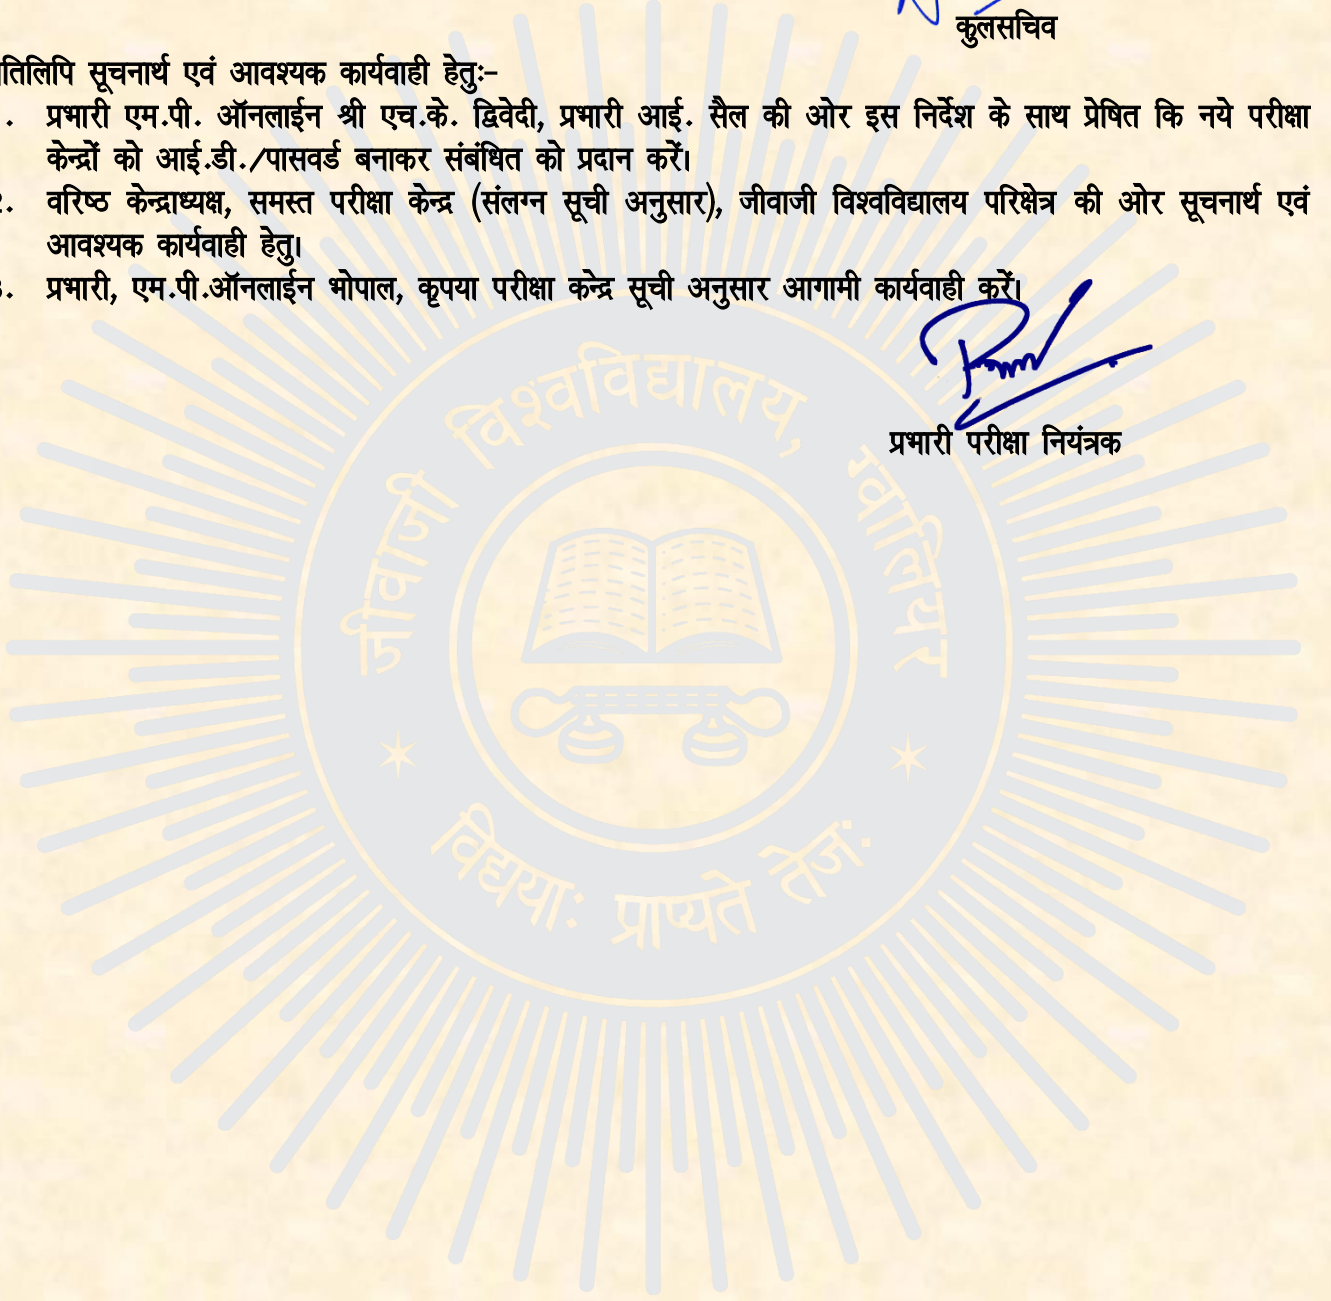 कुलसचिव
तिलिपि सूचनार्थ एवं आवश्यक कार्यवाही हेतुः-
. प्रभारी एम.पी. ऑनलाईन श्री एच.के. द्विवेदी, प्रभारी आई. सैल की ओर इस निर्देश के साथ प्रेषित कि नये परीक्षा
केन्द्रों को आई.डी./पासवर्ड बनाकर संबंधित को प्रदान करें।
२. वरिष्ठ केन्द्राध्यक्ष, समस्त परीक्षा केन्द्र (संलग्न सूची अनुसार), जीवाजी विश्वविद्यालय परिक्षेत्र की ओर सूचनार्थ एवं
आवश्यक कार्यवाही हेतु।
३. प्रभारी, एम.पी.ऑनलाईन भोपाल, कृपया परीक्षा केन्द्र सूची अनुसार आगामी कार्यवाही करें।
प्रभारी परीक्षा नियंत्रक
जीवाजी विश्वविद्यालय, ग्वालियर
विद्यया: प्राप्यते तेज: